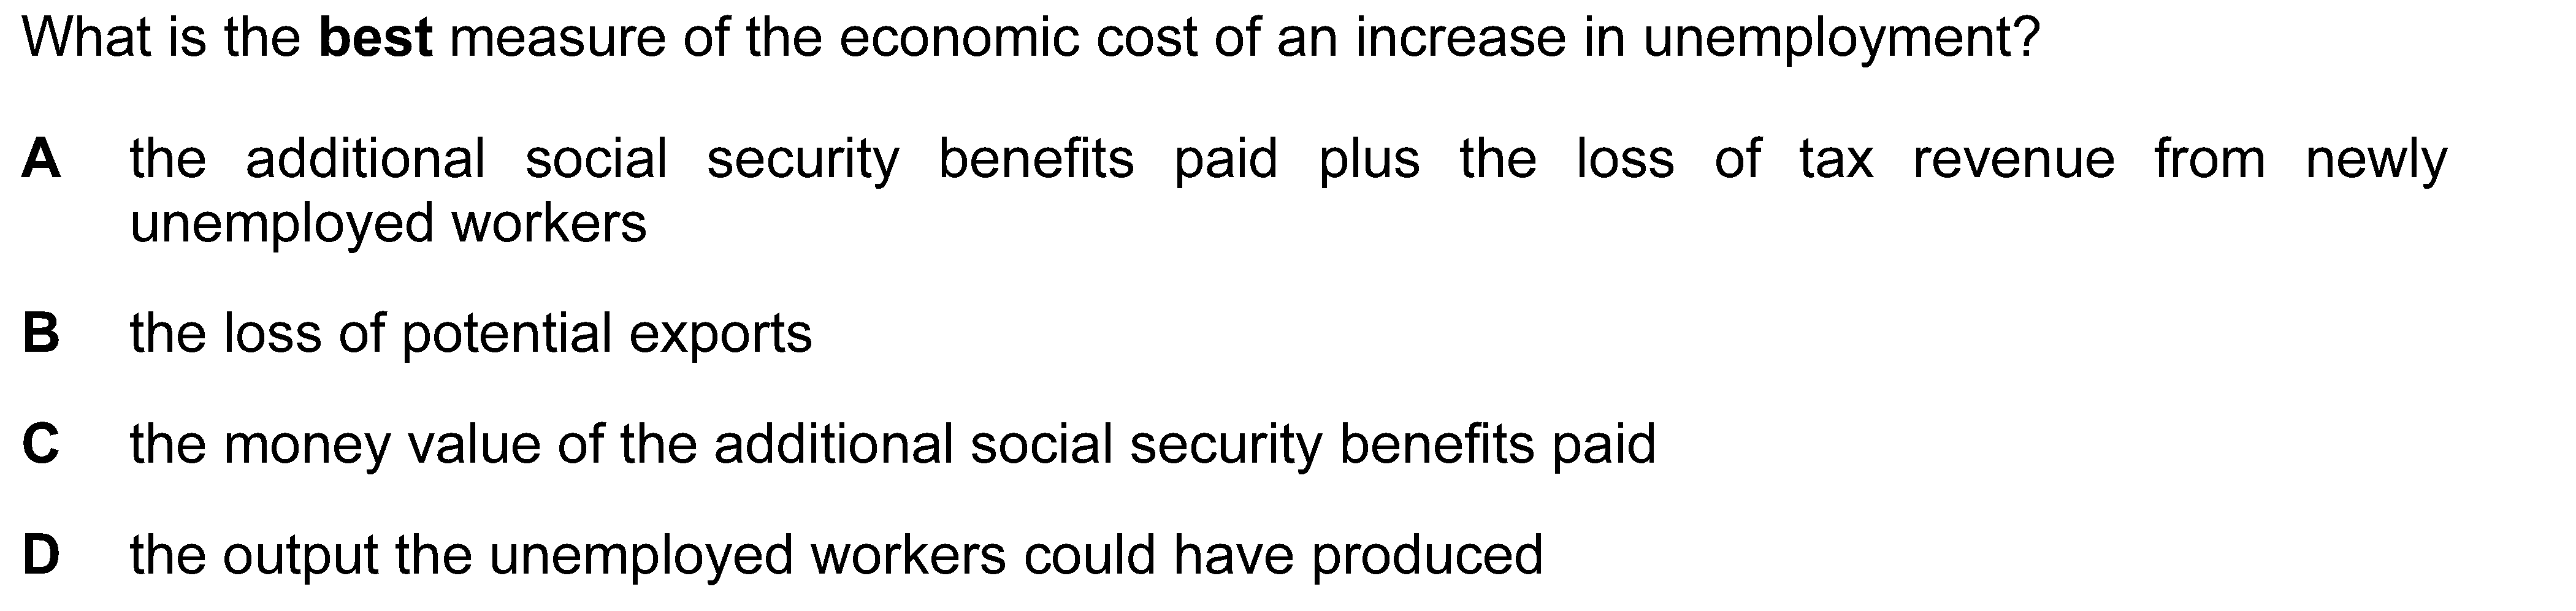 What is the best measure of the economic cost of an increase in unemployment?
A the additional social security benefits paid plus the loss of tax revenue from newly
unemployed workers
B the loss of potential exports
C the money value of the additional social security benefits paid
D the output the unemployed workers could have produced